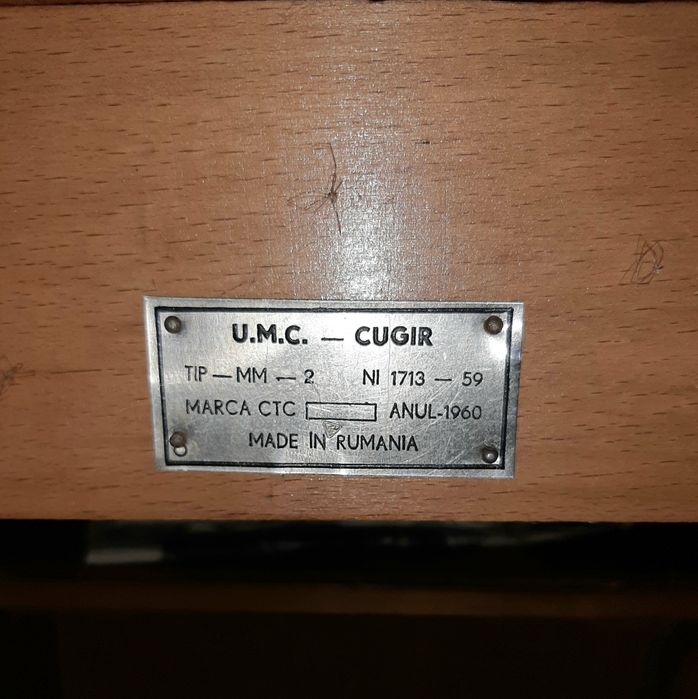 U.M.C. — CUGIR
TIP — MM — 2 NI 1713 — 59
MARCA CTC ANUL-1960
MADE IN RUMANIA